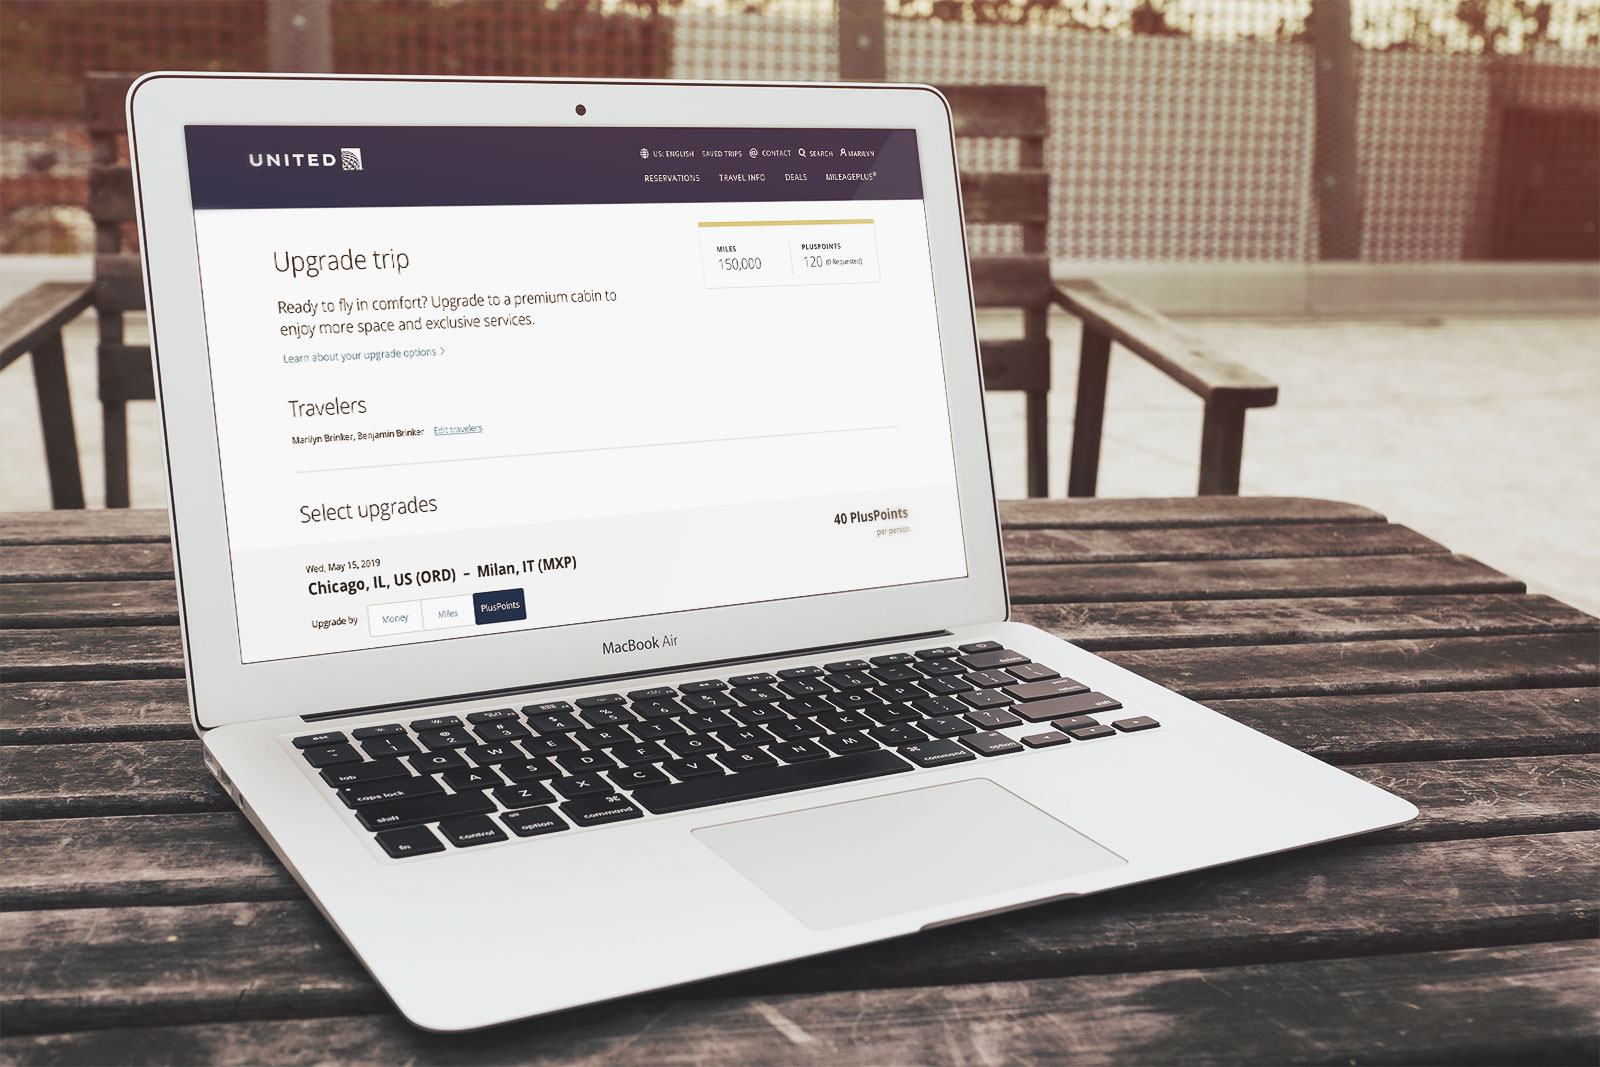 UNITED
US: ENGLISH SAVED TRIPS CONTACT SEARCH MARILYN
RESERVATIONS TRAVEL INFO DEALS MILEAGEPLUS®
Upgrade trip
MILES PLUSPOINTS
150,000 120 (0 Requested)
Ready to fly in comfort? Upgrade to a premium cabin to
enjoy more space and exclusive services.
Learn about your upgrade options >
Travelers
Marilyn Brinker, Benjamin Brinker Edit travelers
Select upgrades
40 PlusPoints
per person
Wed, May 15, 2019
Chicago, IL, US (ORD) – Milan, IT (MXP)
Upgrade by Money Miles PlusPoints
MacBook Air
esc
delete
tab Q W E R T Y U I O P
caps lock A S D F G H J K L
shift Z X C V B N M
fn control alt option ⌘ command ⌘ command option